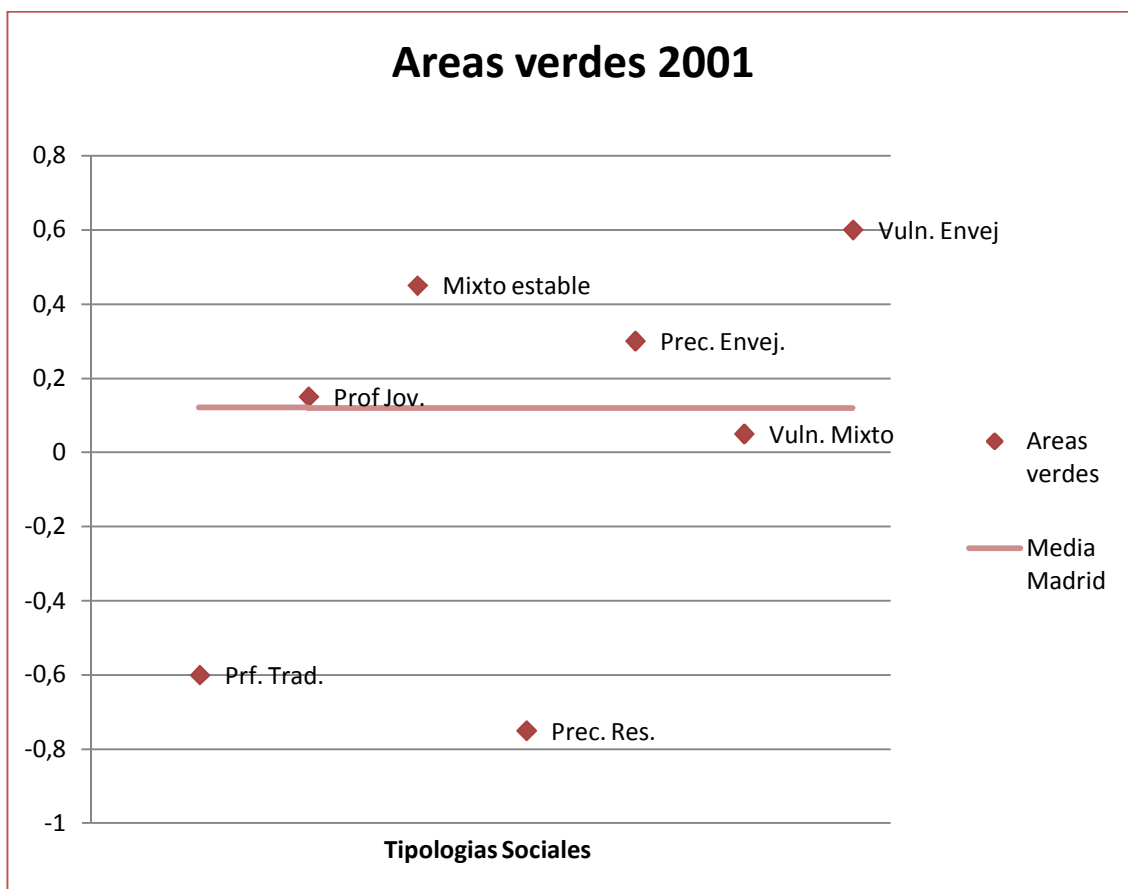 Areas verdes 2001
0,8
0,6
0,4
0,2
0
-0,2
-0,4
-0,6
-0,8
-1
Vuln. Envej
Mixto estable
Prec. Envej.
Prof Jov.
Vuln. Mixto
Prf. Trad.
Prec. Res.
Tipologias Sociales
Areas
verdes
Media
Madrid